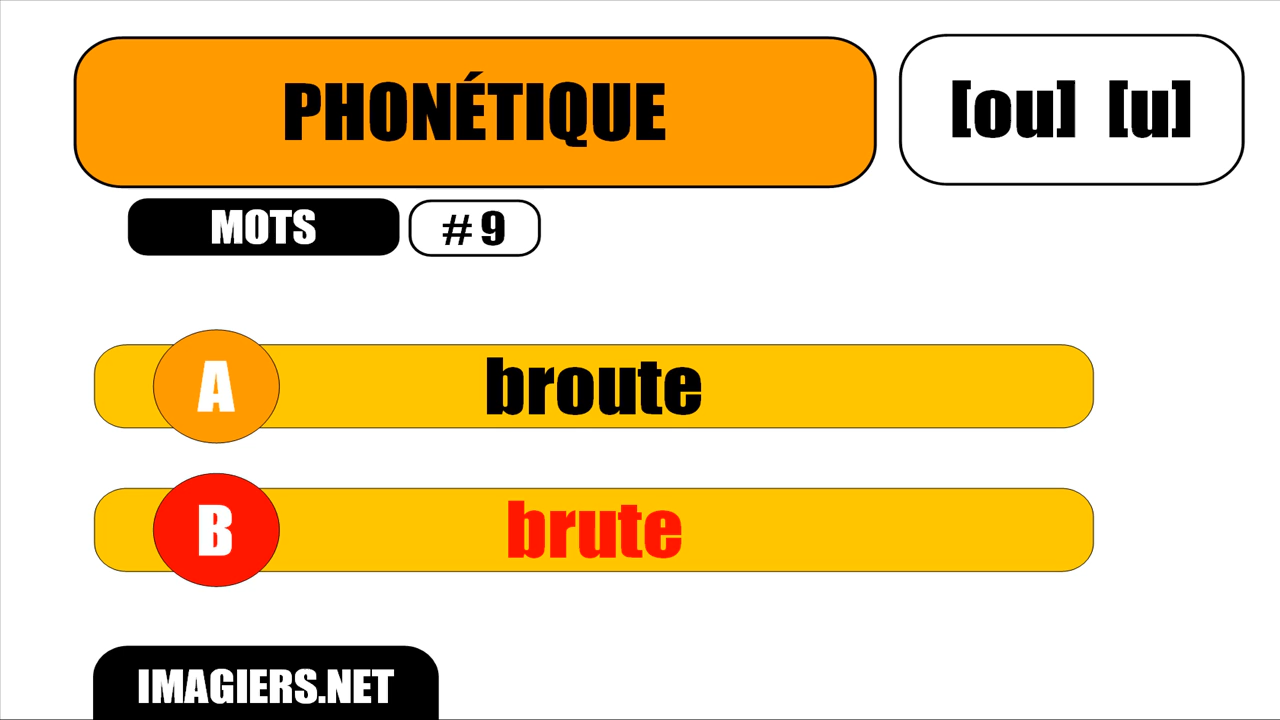 PHONÉTIQUE
[ou] [u]
MOTS # 9
A broute
B brute
IMAGIERS.NET